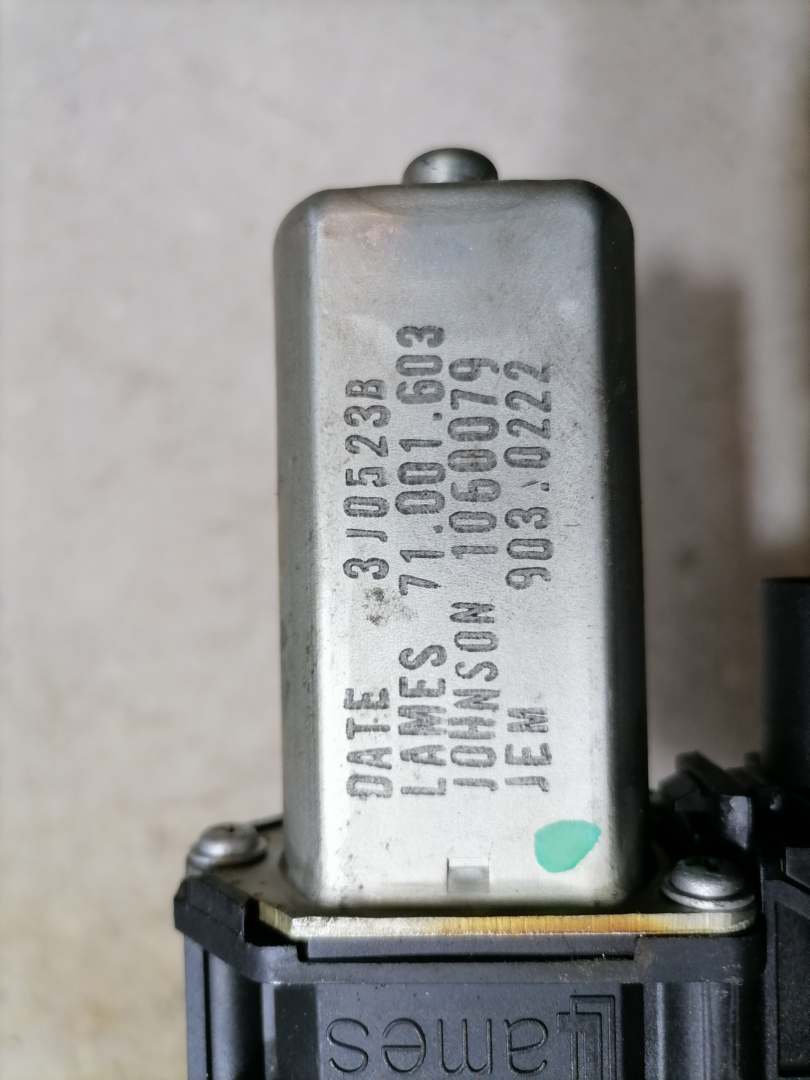 DATE 3J0523B
LAMES 71.001.603
JOHNSON 1060079
JEM 903.0222
Lames